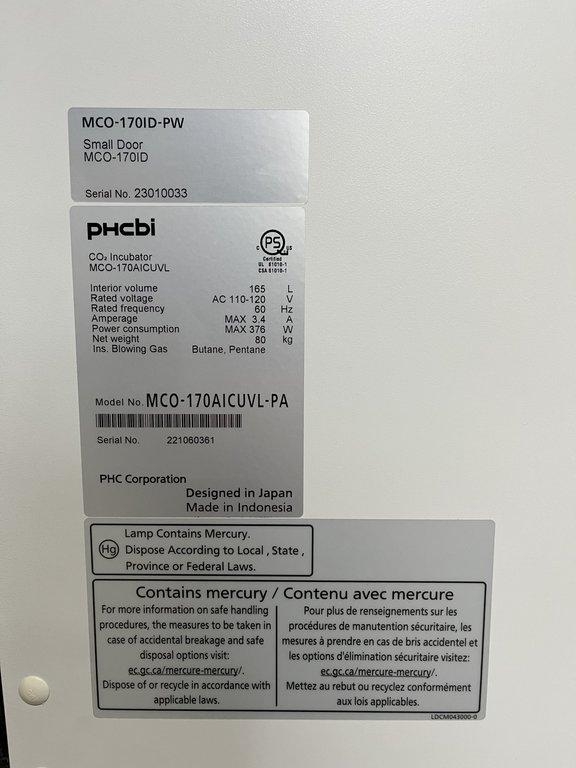 MCO-170ID-PW
Small Door
MCO-170ID
Serial No. 23010033
PHCbi
CO₂ Incubator
MCO-170AICUVL
C PS US
Certified
UL 61010-1
CSA 61010-1
Interior volume 165 L
Rated voltage AC 110-120 V
Rated frequency 60 Hz
Amperage MAX 3.4 A
Power consumption MAX 376 W
Net weight 80 kg
Ins. Blowing Gas Butane, Pentane
Model No. MCO-170AICUVL-PA
Serial No. 221060361
PHC Corporation
Designed in Japan
Made in Indonesia
Hg
Lamp Contains Mercury.
Dispose According to Local , State ,
Province or Federal Laws.
Contains mercury / Contenu avec mercure
For more information on safe handling
procedures, the measures to be taken in
case of accidental breakage and safe
disposal options visit:
ec.gc.ca/mercure-mercury/.
Dispose of or recycle in accordance with
applicable laws.
Pour plus de renseignements sur les
procédures de manutention sécuritaire, les
mesures à prendre en cas de bris accidentel et
les options d'élimination sécuritaire visitez:
ec.gc.ca/mercure-mercury/.
Mettez au rebut ou recyclez conformément
aux lois applicables.
LDCM043000-0